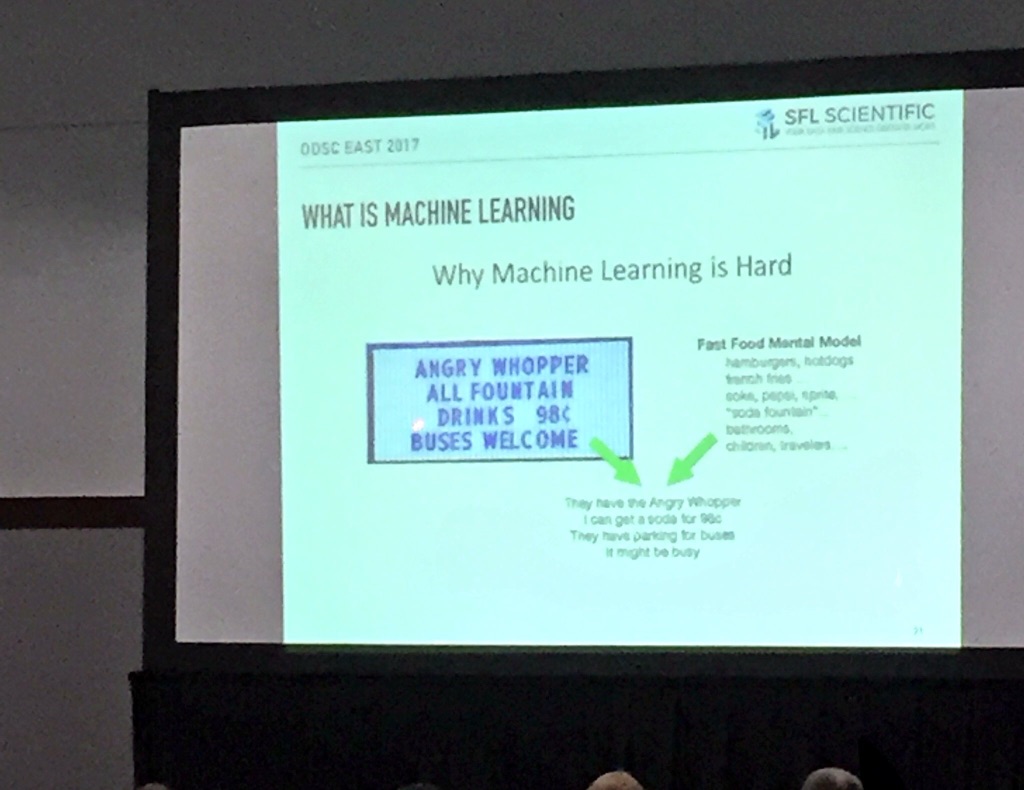 SFL SCIENTIFIC
ODSC EAST 2017
WHAT IS MACHINE LEARNING
Why Machine Learning is Hard
ANGRY WHOPPER
ALL FOUNTAIN
DRINKS 98¢
BUSES WELCOME
Fast Food Mental Model
hamburgers, hotdogs
french fries
coke, pepsi, sprite,
"soda fountain"...
bathrooms,
children, travelers...
They have the Angry Whopper
I can get a soda for 98c
They have parking for buses
It might be busy